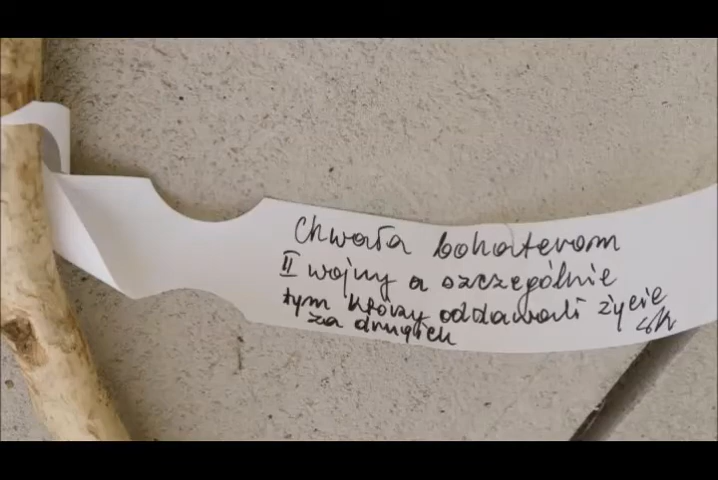 Chwała bohaterom
II wojny a szczególnie
tym którzy oddawali życie
za drugich